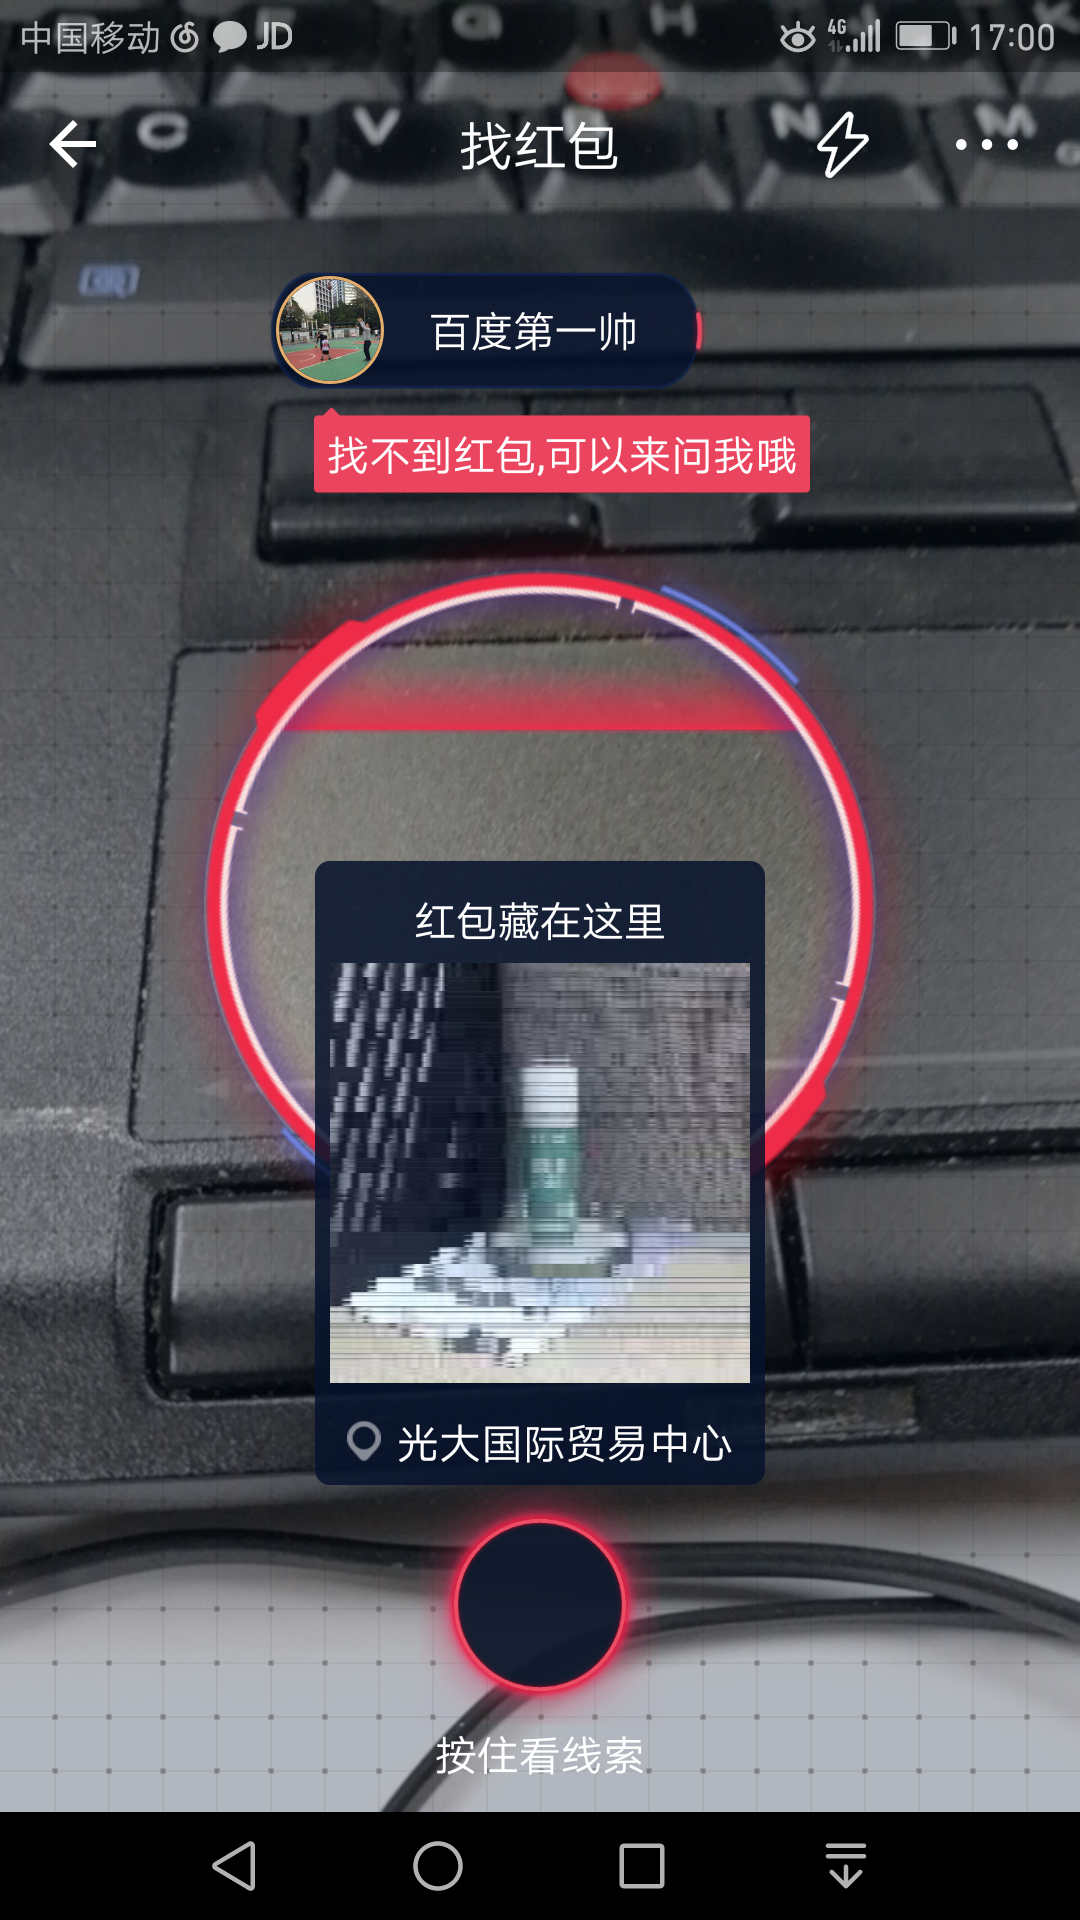 中国移动 JD 4G 17:00
G H K
C V N M
找红包
百度第一帅
找不到红包,可以来问我哦
红包藏在这里
光大国际贸易中心
按住看线索